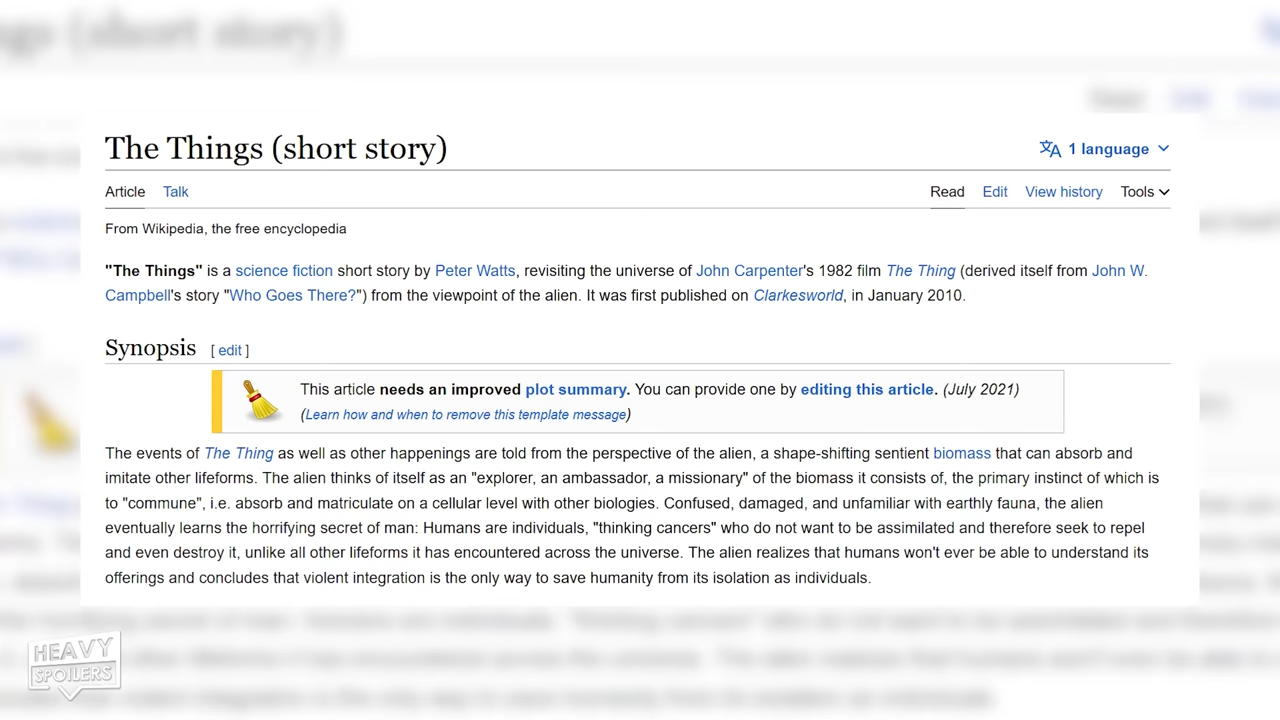 The Things (short story)
1 language
Article Talk
Read Edit View history Tools
From Wikipedia, the free encyclopedia
"The Things" is a science fiction short story by Peter Watts, revisiting the universe of John Carpenter's 1982 film The Thing (derived itself from John W.
Campbell's story "Who Goes There?") from the viewpoint of the alien. It was first published on Clarkesworld, in January 2010.
Synopsis [ edit ]
This article needs an improved plot summary. You can provide one by editing this article. (July 2021)
(Learn how and when to remove this template message)
The events of The Thing as well as other happenings are told from the perspective of the alien, a shape-shifting sentient biomass that can absorb and
imitate other lifeforms. The alien thinks of itself as an "explorer, an ambassador, a missionary" of the biomass it consists of, the primary instinct of which is
to "commune", i.e. absorb and matriculate on a cellular level with other biologies. Confused, damaged, and unfamiliar with earthly fauna, the alien
eventually learns the horrifying secret of man: Humans are individuals, "thinking cancers" who do not want to be assimilated and therefore seek to repel
and even destroy it, unlike all other lifeforms it has encountered across the universe. The alien realizes that humans won't ever be able to understand its
offerings and concludes that violent integration is the only way to save humanity from its isolation as individuals.
HEAVY
SPOILERS